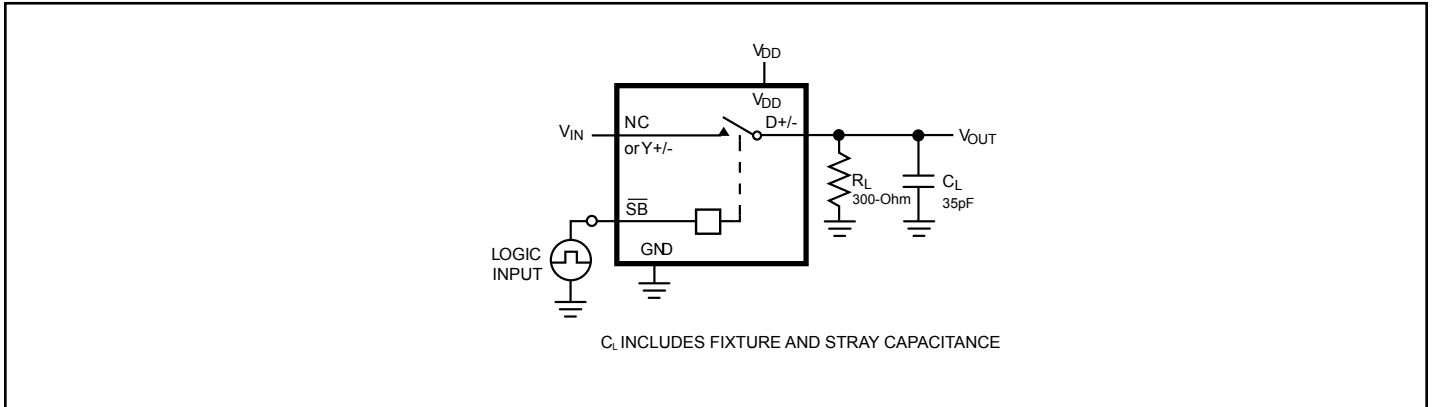 VDD
VDD
VIN
NC
D+/-
or Y+/-
VOUT
RL
300-Ohm
CL
35pF
S̅B̅
GND
LOGIC
INPUT
CL INCLUDES FIXTURE AND STRAY CAPACITANCE